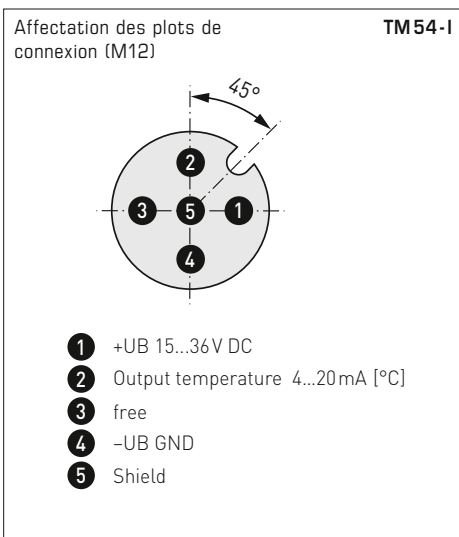 Affectation des plots de
connexion (M12)
TM54-I
45°
2
3 5 1
4
1 +UB 15...36V DC
2 Output temperature 4...20mA [°C]
3 free
4 –UB GND
5 Shield